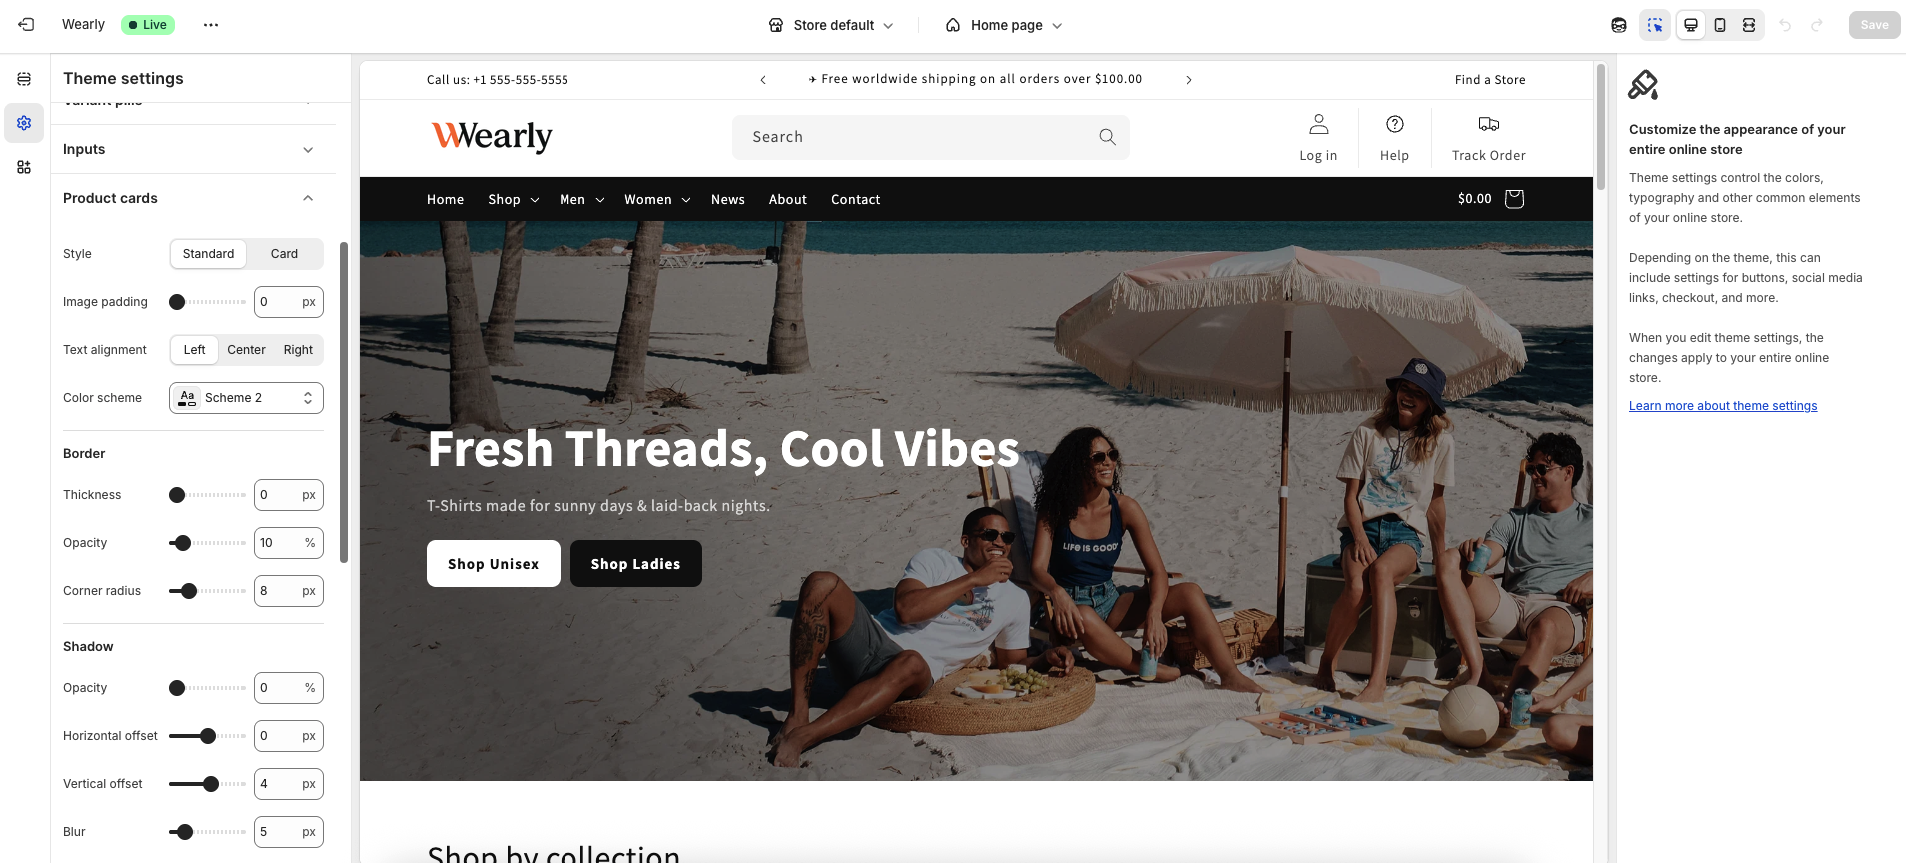 Wearly
Live
Store default
Home page
Save
Theme settings
Variant pills
Inputs
Product cards
Style
Standard
Card
Image padding
0 px
Text alignment
Left
Center
Right
Color scheme
Aa
Scheme 2
Border
Thickness
0 px
Opacity
10 %
Corner radius
8 px
Shadow
Opacity
0 %
Horizontal offset
0 px
Vertical offset
4 px
Blur
5 px
Call us: +1 555-555-5555
✈ Free worldwide shipping on all orders over $100.00
Find a Store
Wearly
Search
Log in
Help
Track Order
Home
Shop
Men
Women
News
About
Contact
$0.00
Fresh Threads, Cool Vibes
T-Shirts made for sunny days & laid-back nights.
Shop Unisex
Shop Ladies
LIFE IS GOOD
Shop by collection
Customize the appearance of your
entire online store
Theme settings control the colors,
typography and other common elements
of your online store.
Depending on the theme, this can
include settings for buttons, social media
links, checkout, and more.
When you edit theme settings, the
changes apply to your entire online
store.
Learn more about theme settings